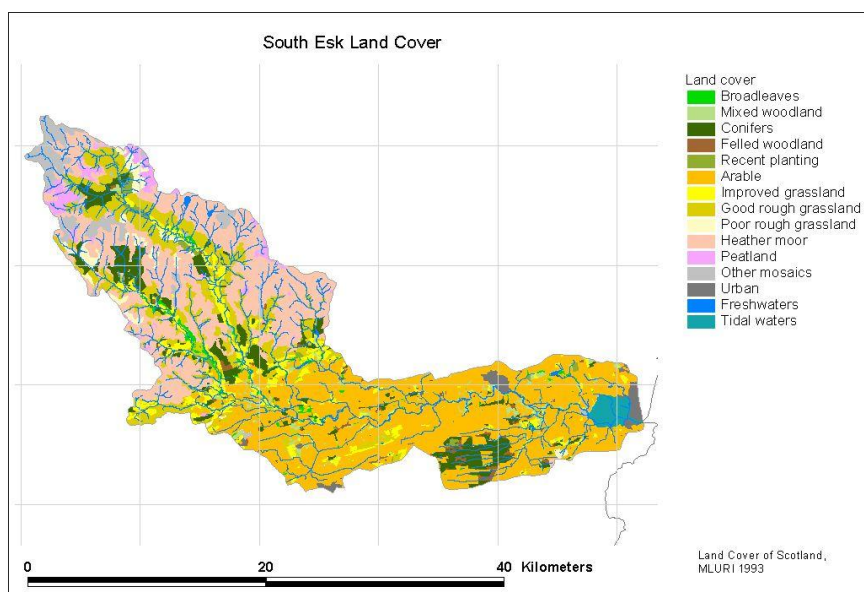 South Esk Land Cover
Land cover
Broadleaves
Mixed woodland
Conifers
Felled woodland
Recent planting
Arable
Improved grassland
Good rough grassland
Poor rough grassland
Heather moor
Peatland
Other mosaics
Urban
Freshwaters
Tidal waters
0 20 40 Kilometers
Land Cover of Scotland,
MLURI 1993